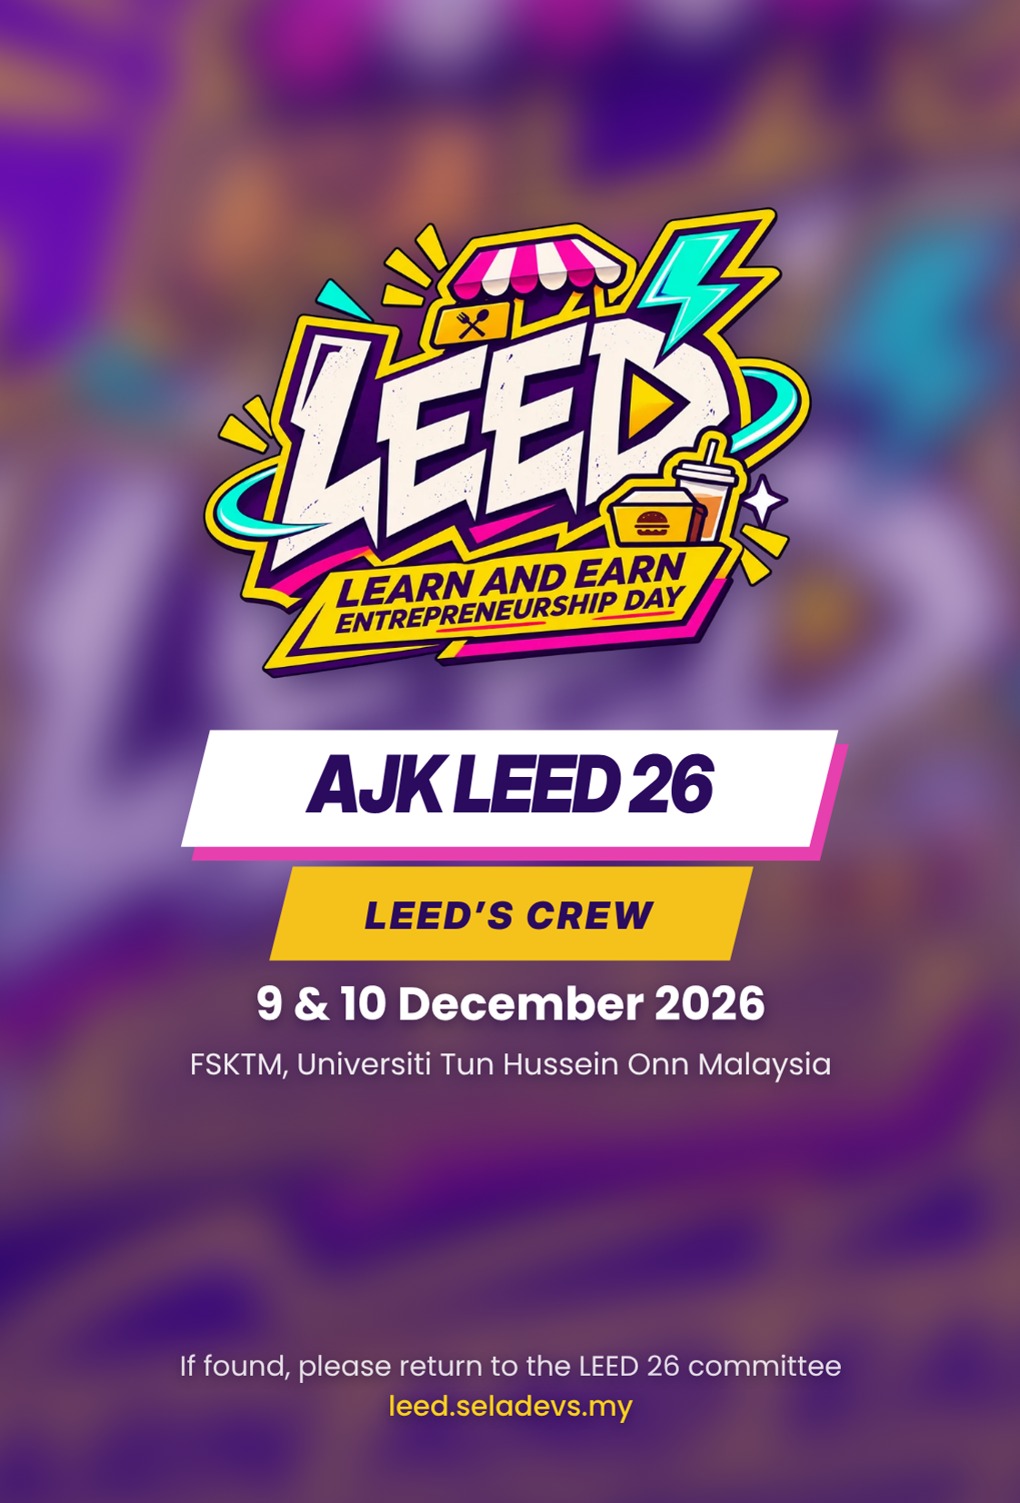 LEED
LEARN AND EARN
ENTREPRENEURSHIP DAY
AJK LEED 26
LEED'S CREW
9 & 10 December 2026
FSKTM, Universiti Tun Hussein Onn Malaysia
If found, please return to the LEED 26 committee
leed.seladevs.my